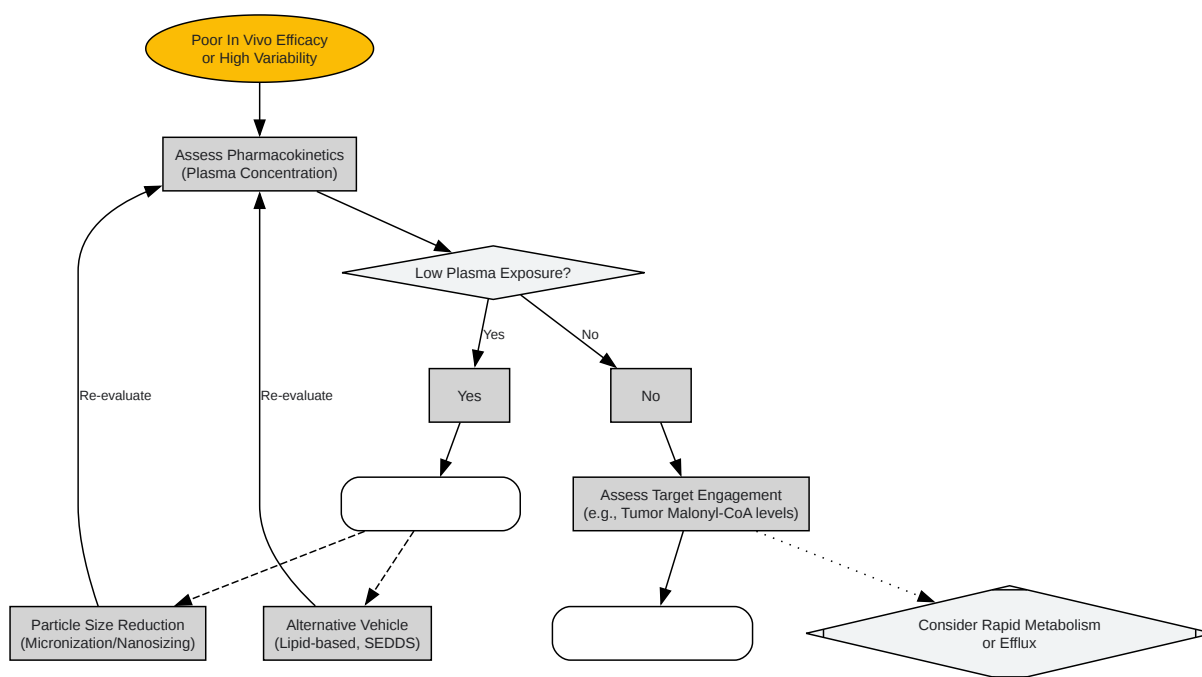 Poor In Vivo Efficacy
or High Variability
Assess Pharmacokinetics
(Plasma Concentration)
Low Plasma Exposure?
Yes
No
Re-evaluate
Re-evaluate
Yes
No
Assess Target Engagement
(e.g., Tumor Malonyl-CoA levels)
Particle Size Reduction
(Micronization/Nanosizing)
Alternative Vehicle
(Lipid-based, SEDDS)
Consider Rapid Metabolism
or Efflux